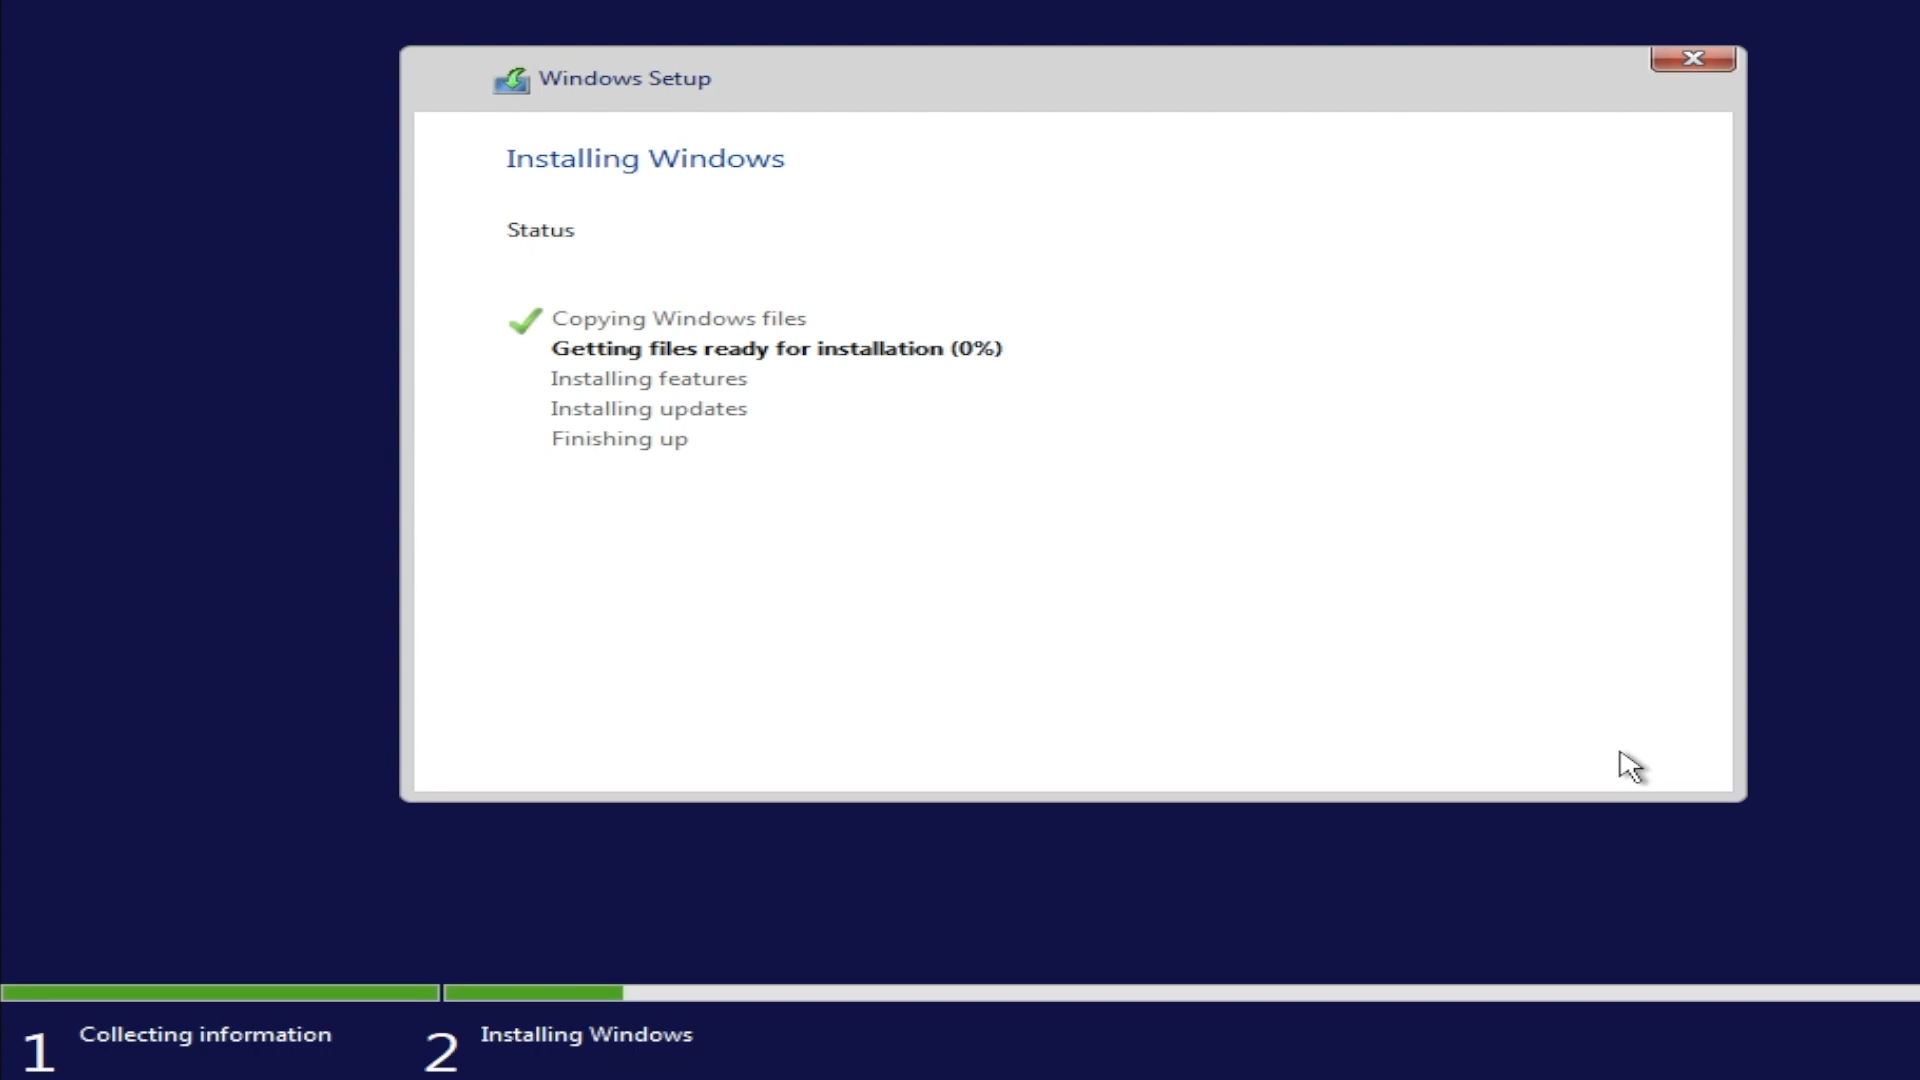 Windows Setup
Installing Windows
Status
Copying Windows files
Getting files ready for installation (0%)
Installing features
Installing updates
Finishing up
1 Collecting information
2 Installing Windows